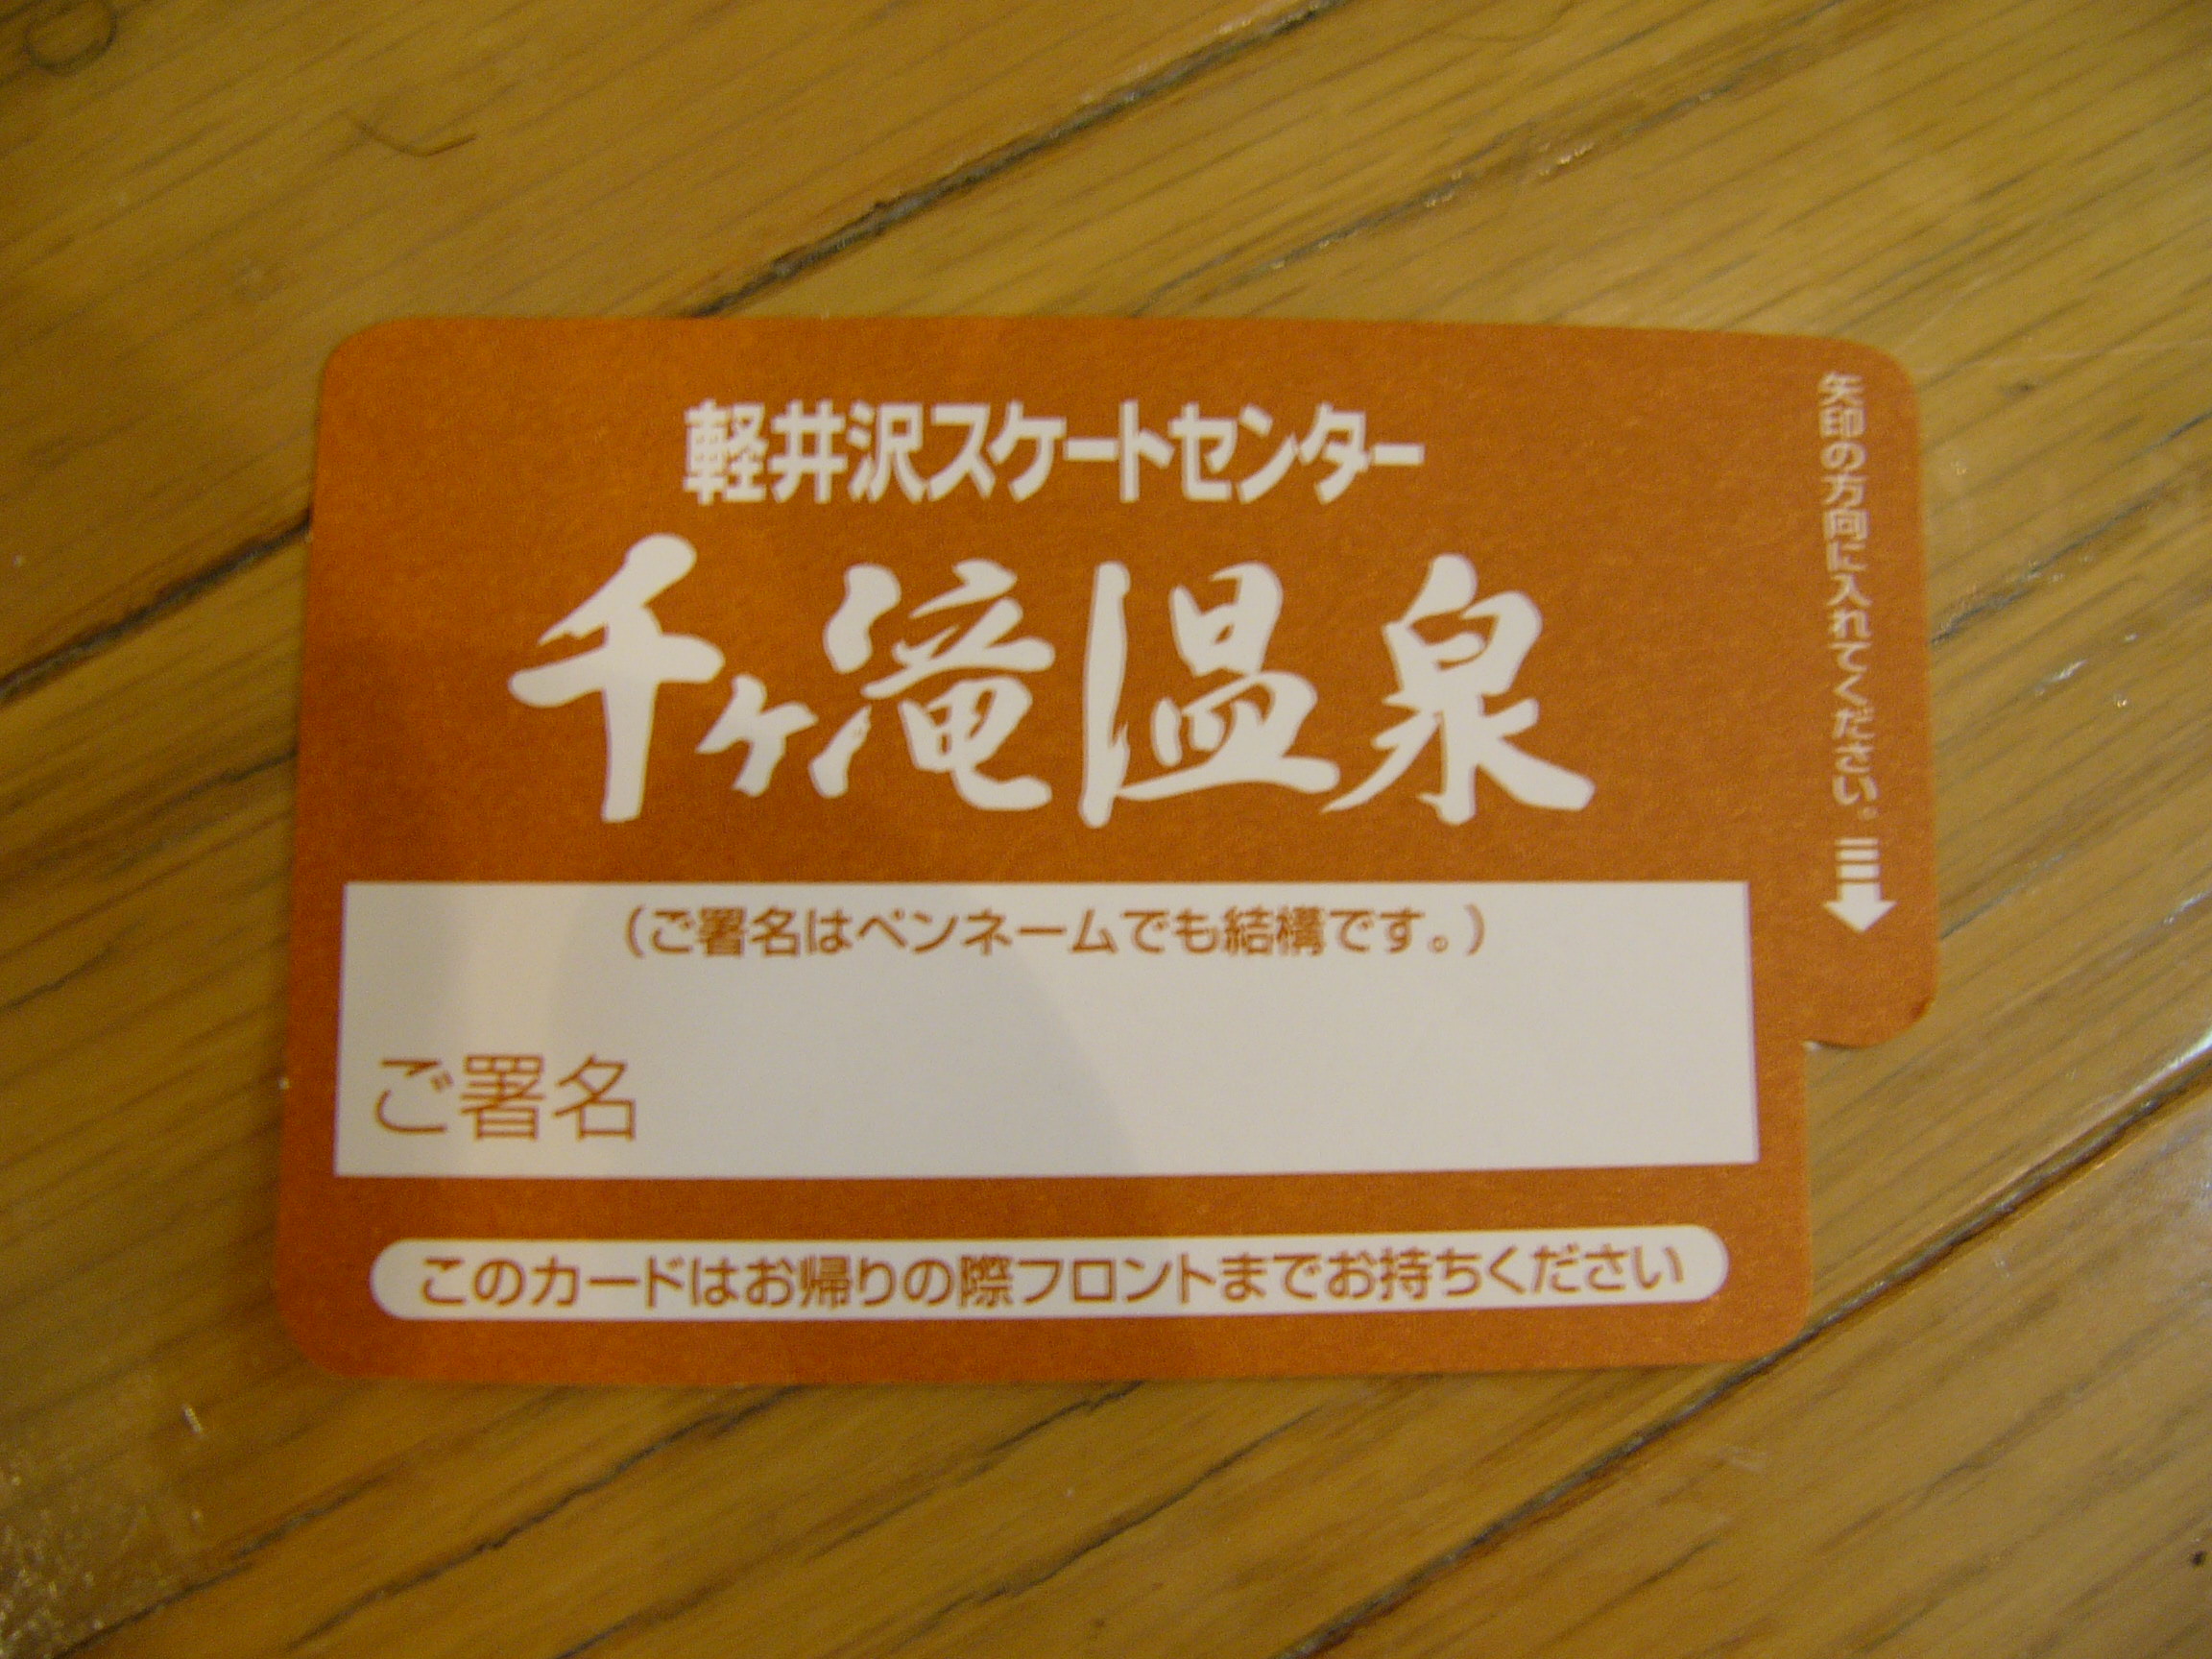 軽井沢スケートセンター
千ヶ滝温泉
矢印の方向に入れてください。
（ご署名はペンネームでも結構です。）
ご署名
このカードはお帰りの際フロントまでお持ちください